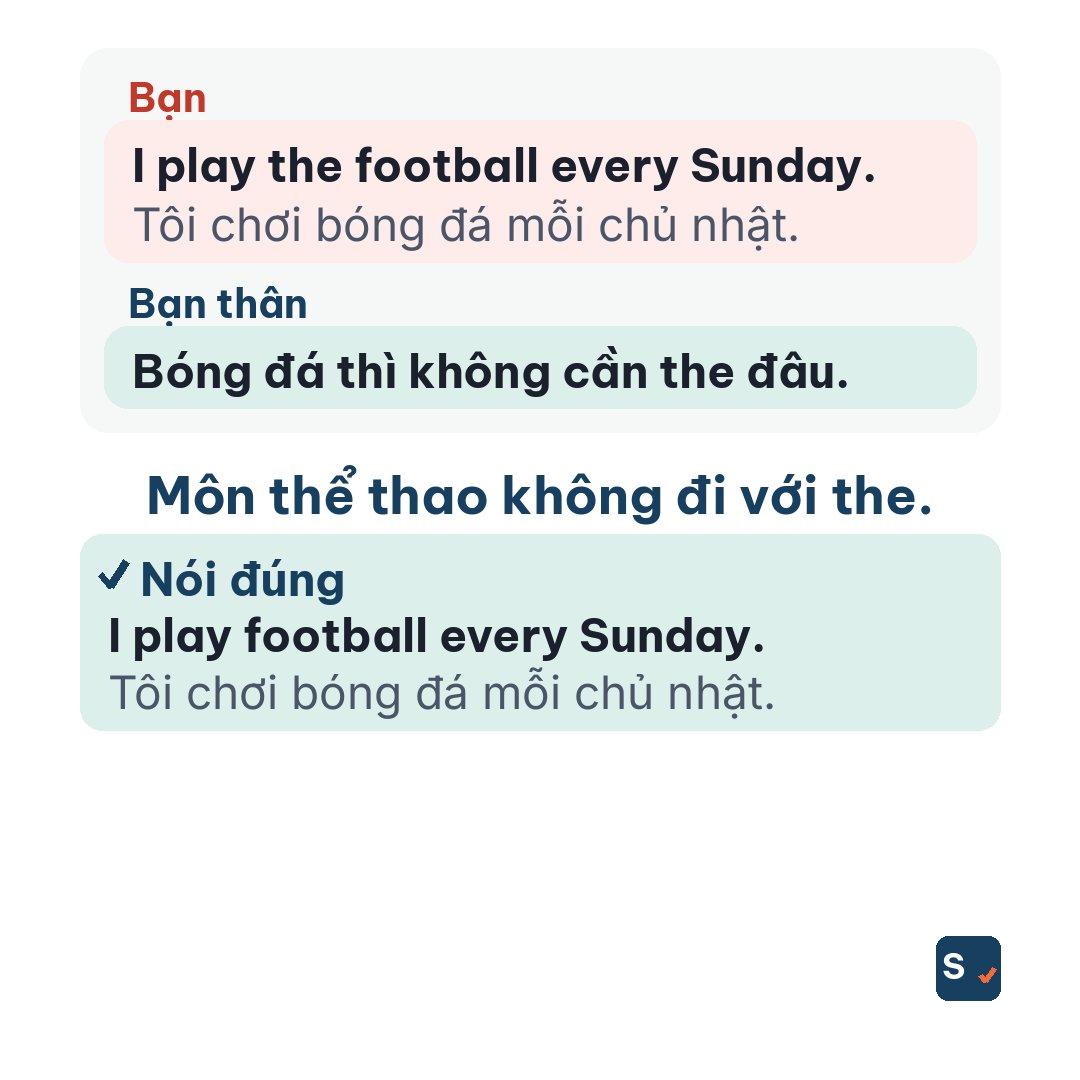 Bạn
I play the football every Sunday.
Tôi chơi bóng đá mỗi chủ nhật.
Bạn thân
Bóng đá thì không cần the đâu.
Môn thể thao không đi với the.
Nói đúng
I play football every Sunday.
Tôi chơi bóng đá mỗi chủ nhật.
S